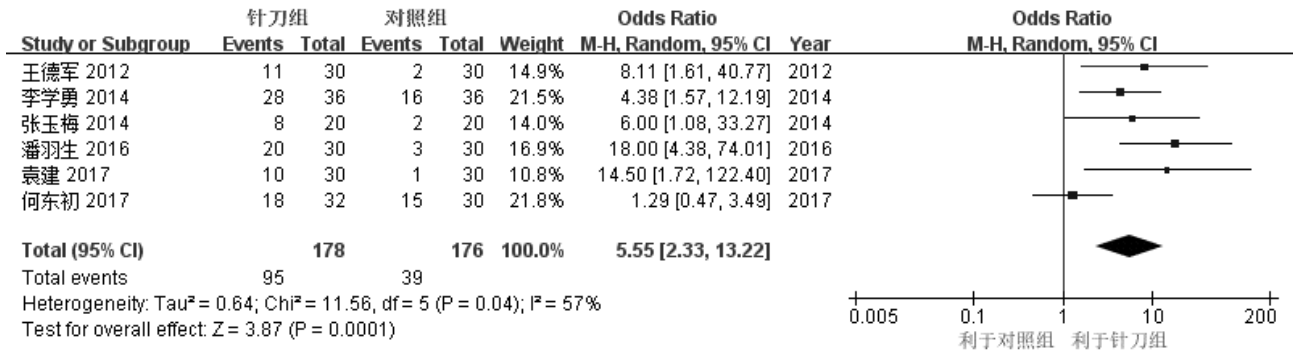 针刀组 对照组 Odds Ratio Odds Ratio
Study or Subgroup Events Total Events Total Weight M-H, Random, 95% CI Year M-H, Random, 95% CI
王德军 2012 11 30 2 30 14.9% 8.11 [1.61, 40.77] 2012
李学勇 2014 28 36 16 36 21.5% 4.38 [1.57, 12.19] 2014
张玉梅 2014 8 20 2 20 14.0% 6.00 [1.08, 33.27] 2014
潘羽生 2016 20 30 3 30 16.9% 18.00 [4.38, 74.01] 2016
袁建 2017 10 30 1 30 10.8% 14.50 [1.72, 122.40] 2017
何东初 2017 18 32 15 30 21.8% 1.29 [0.47, 3.49] 2017
Total (95% CI) 178 176 100.0% 5.55 [2.33, 13.22]
Total events 95 39
Heterogeneity: Tau² = 0.64; Chi² = 11.56, df = 5 (P = 0.04); I² = 57%
Test for overall effect: Z = 3.87 (P = 0.0001)
0.005 0.1 1 10 200
利于对照组 利于针刀组